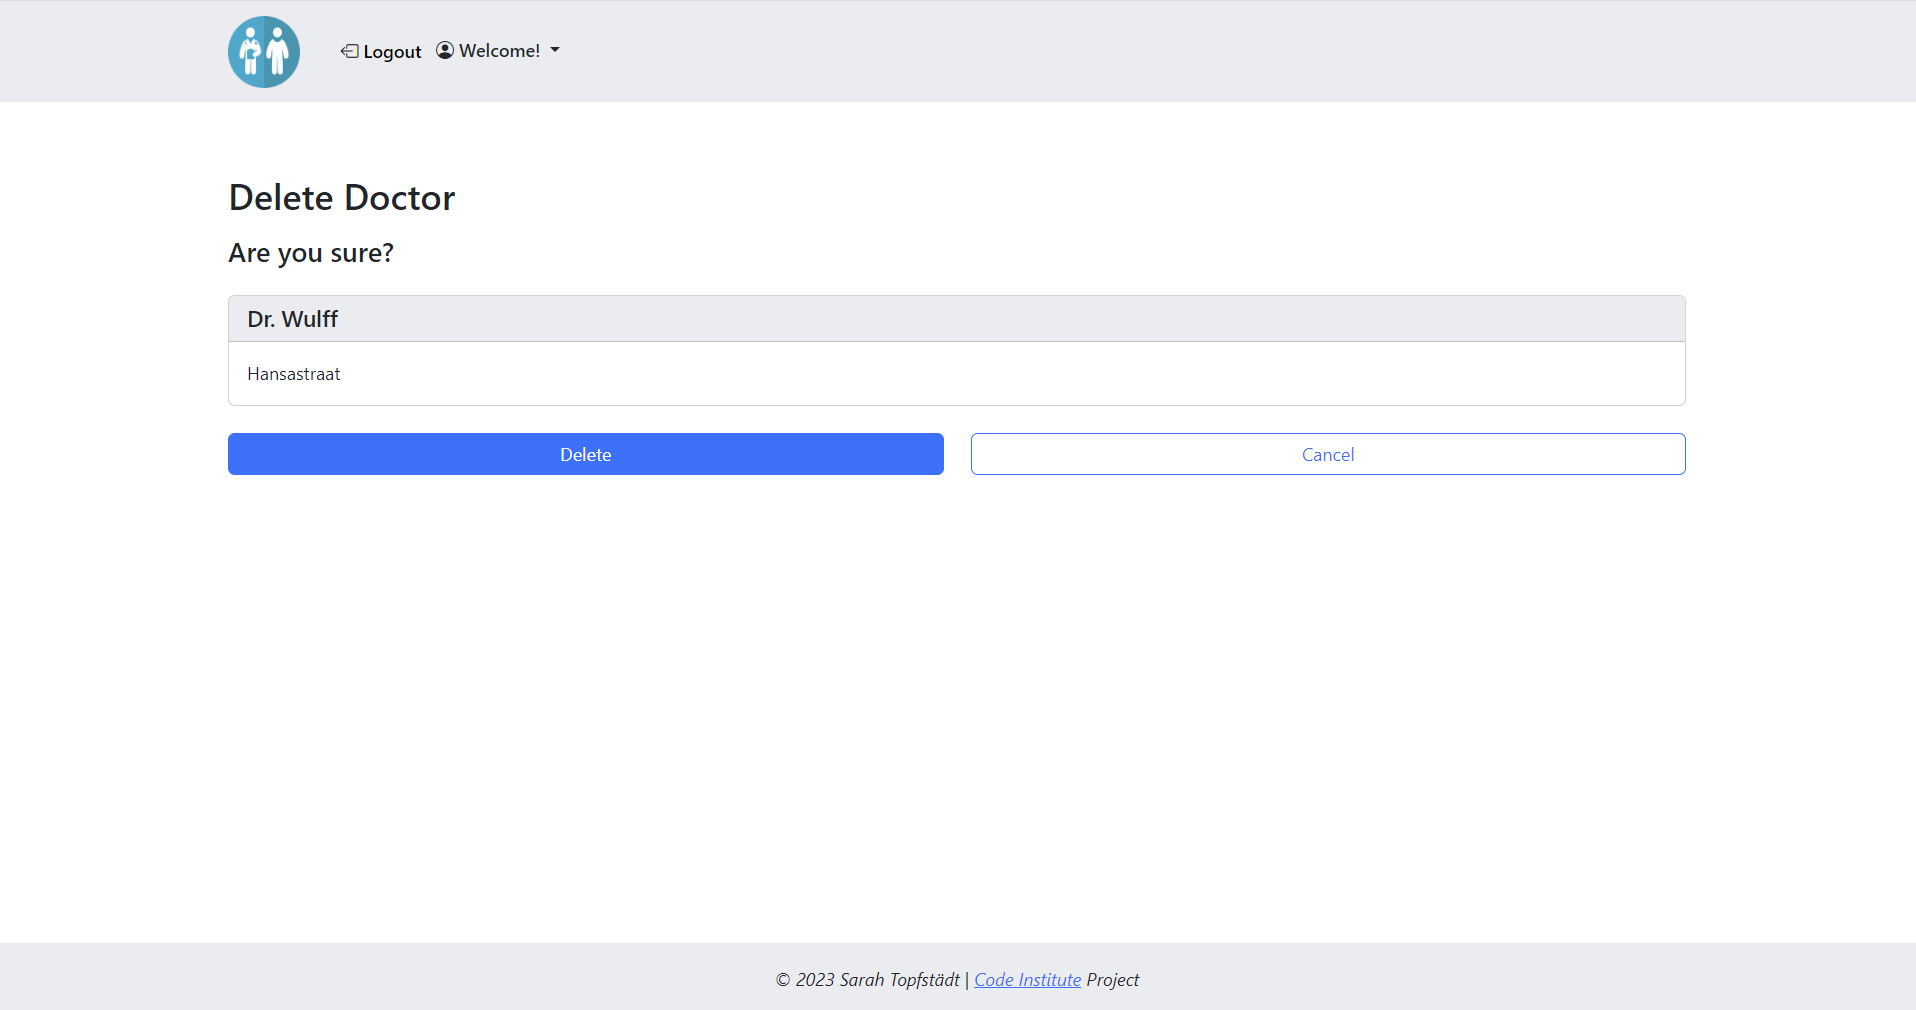 Logout Welcome!
Delete Doctor
Are you sure?
Dr. Wulff
Hansastraat
Delete Cancel
© 2023 Sarah Topfstädt | Code Institute Project